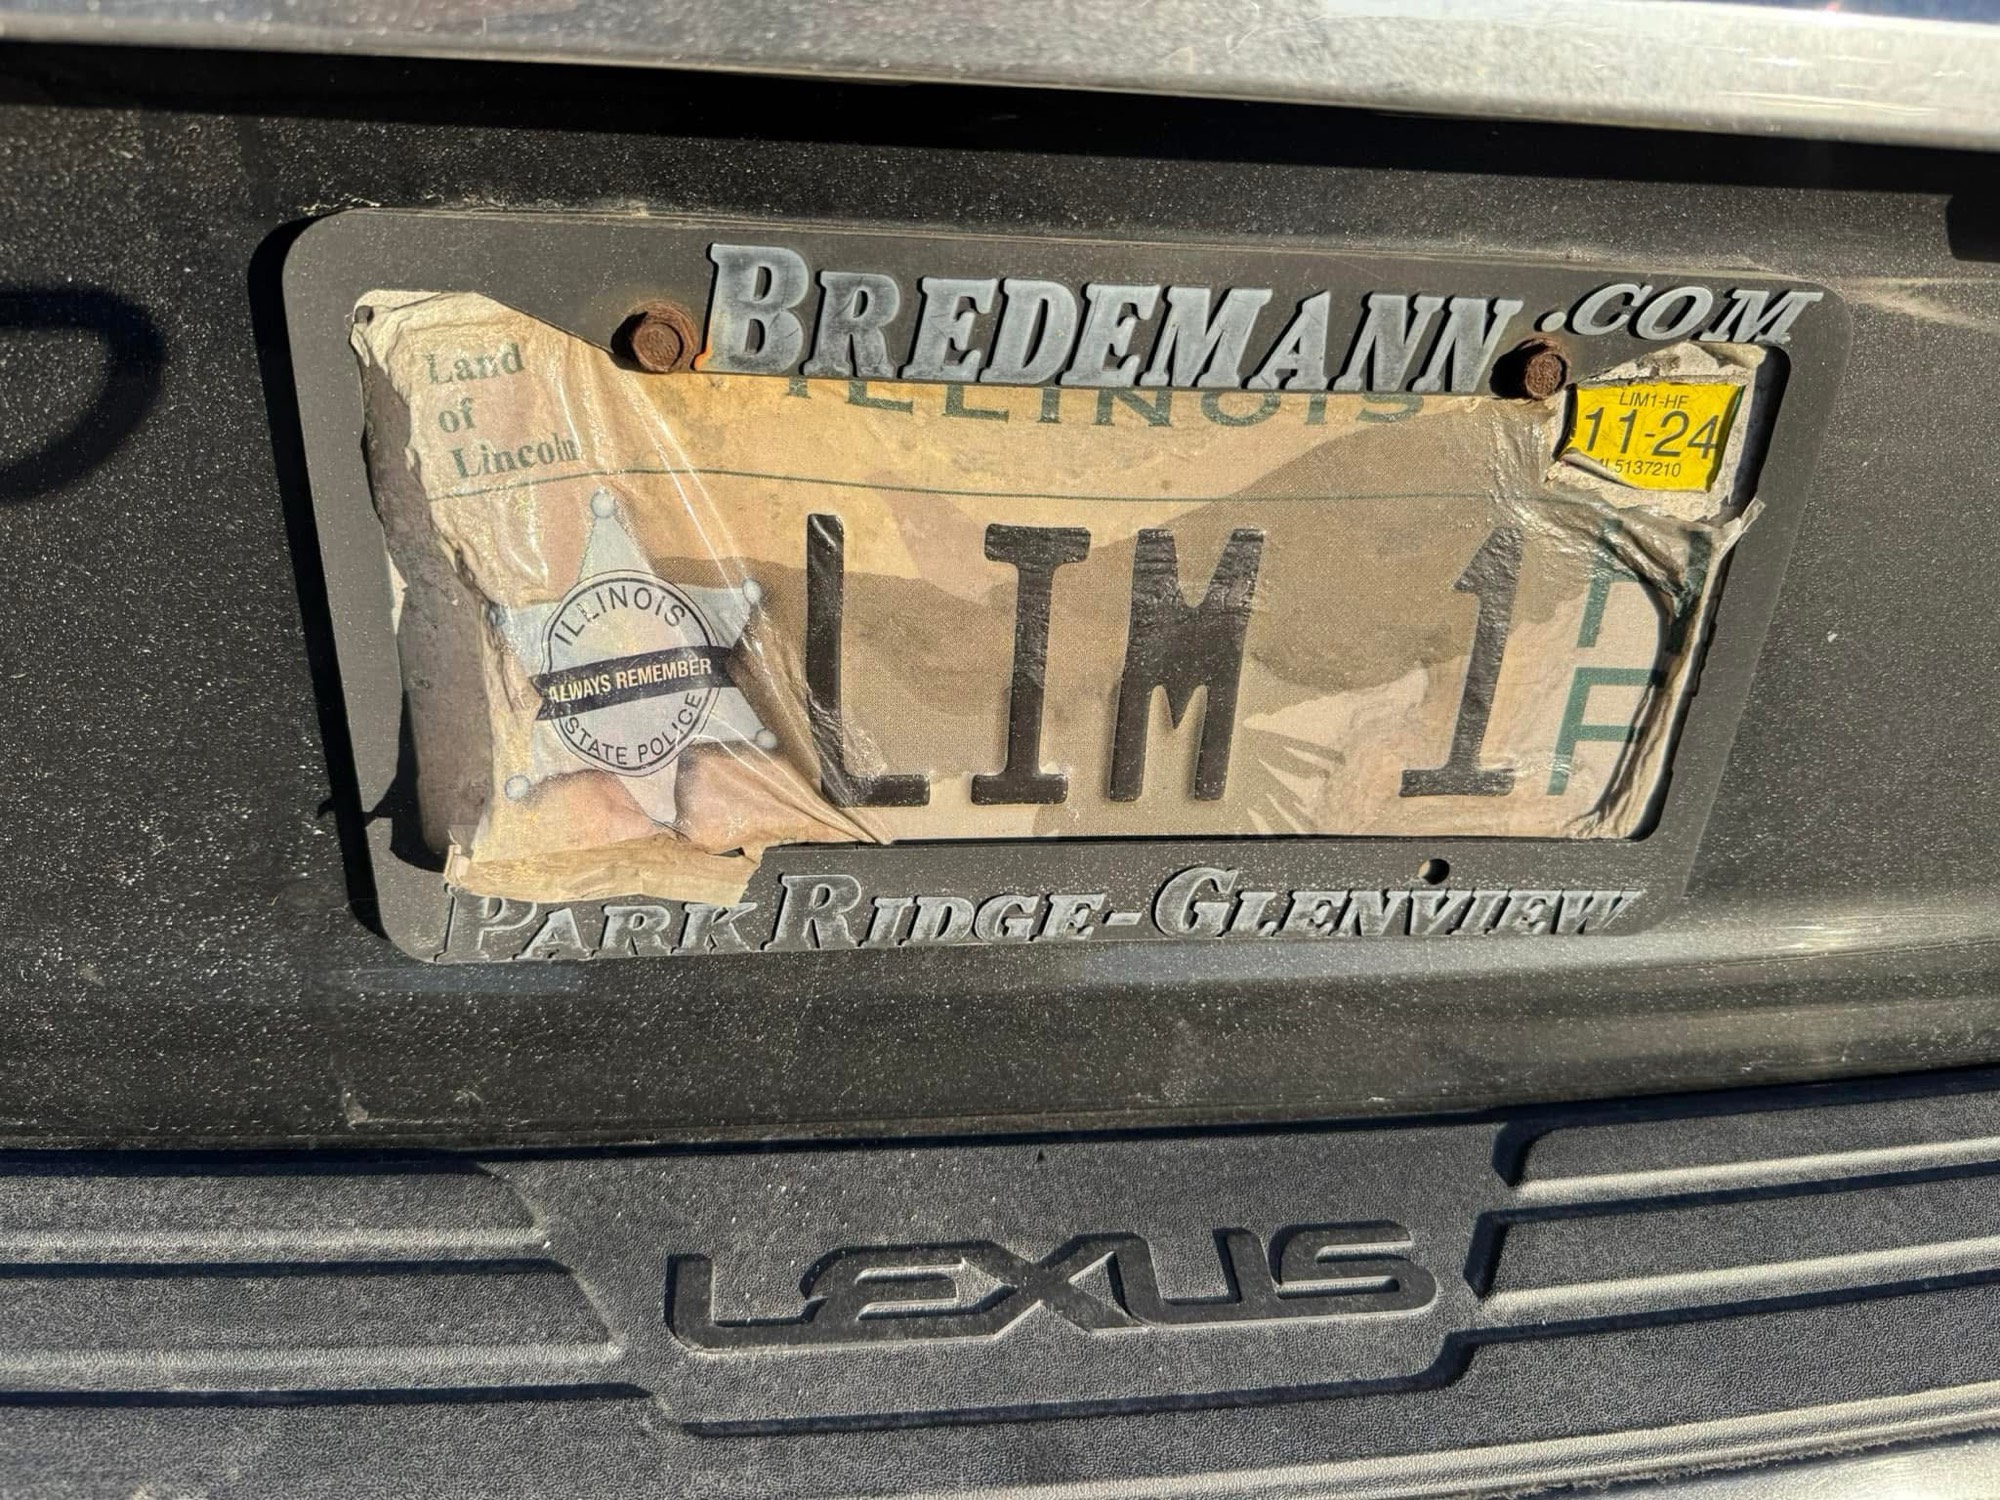 BREDEMANN.COM
Land
of
Lincoln
ILLINOIS
LIM1-HF
11-24
5137210
ILLINOIS
ALWAYS REMEMBER
STATE POLICE
LIM 1
PARK RIDGE-GLENVIEW
LEXUS